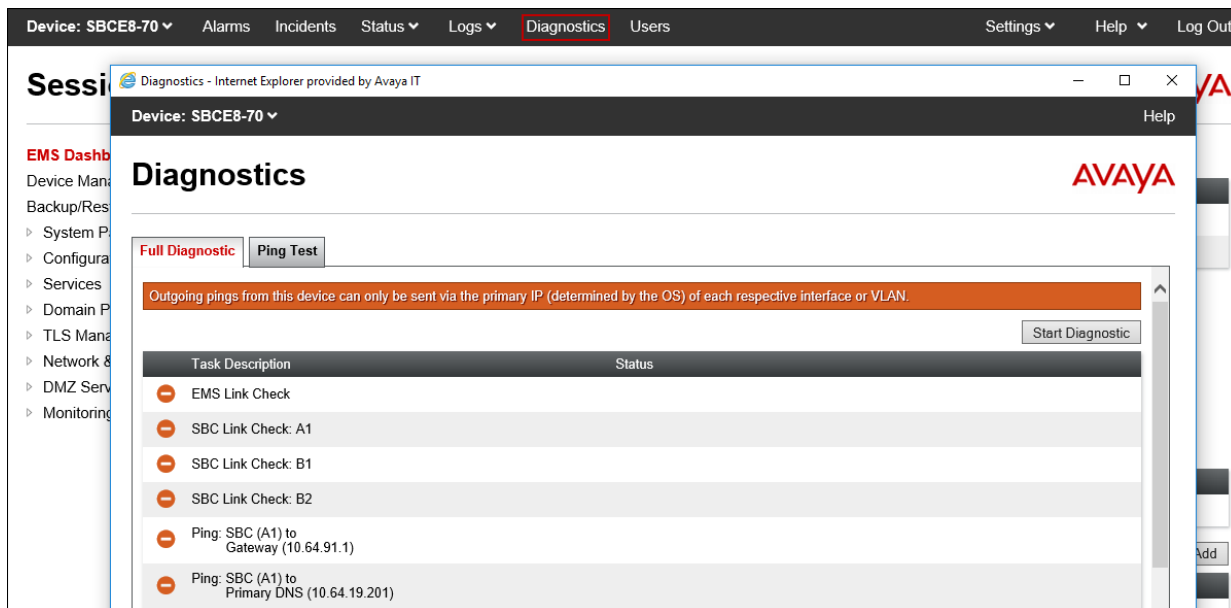 Device: SBCE8-70 Alarms Incidents Status Logs Diagnostics Users Settings Help Log Out
Sessi
Diagnostics - Internet Explorer provided by Avaya IT
Device: SBCE8-70 Help
Diagnostics
AVAYA
YA
EMS Dashb
Device Mana
Backup/Res
System P
Configura
Services
Domain P
TLS Mana
Network &
DMZ Serv
Monitoring
Full Diagnostic Ping Test
Outgoing pings from this device can only be sent via the primary IP (determined by the OS) of each respective interface or VLAN.
Start Diagnostic
Task Description Status
EMS Link Check
SBC Link Check: A1
SBC Link Check: B1
SBC Link Check: B2
Ping: SBC (A1) to
Gateway (10.64.91.1)
Ping: SBC (A1) to
Primary DNS (10.64.19.201)
Add